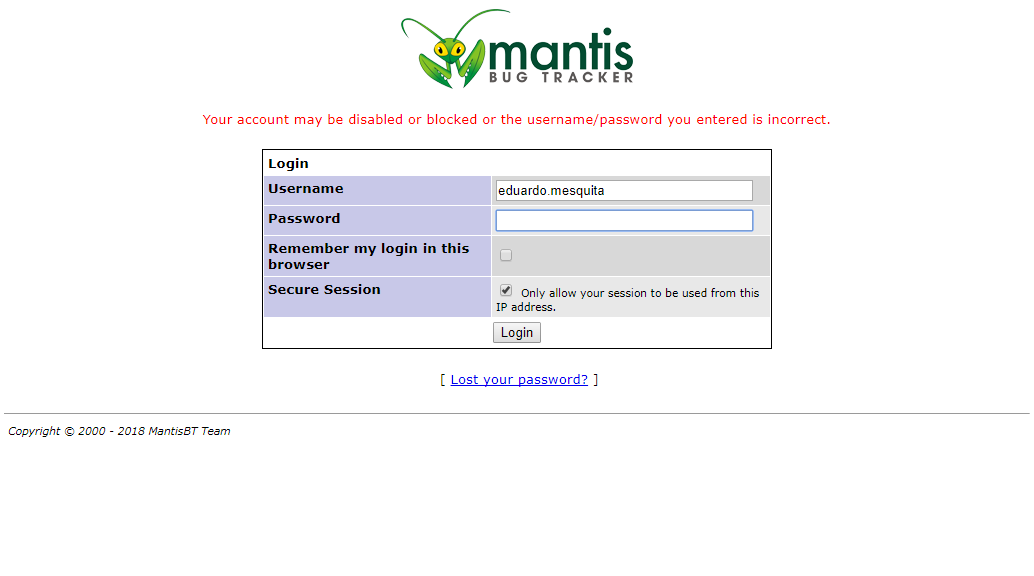 mantis
BUG TRACKER
Your account may be disabled or blocked or the username/password you entered is incorrect.
Login
Username
eduardo.mesquita
Password
Remember my login in this
browser
Secure Session
Only allow your session to be used from this
IP address.
Login
[ Lost your password? ]
Copyright © 2000 - 2018 MantisBT Team